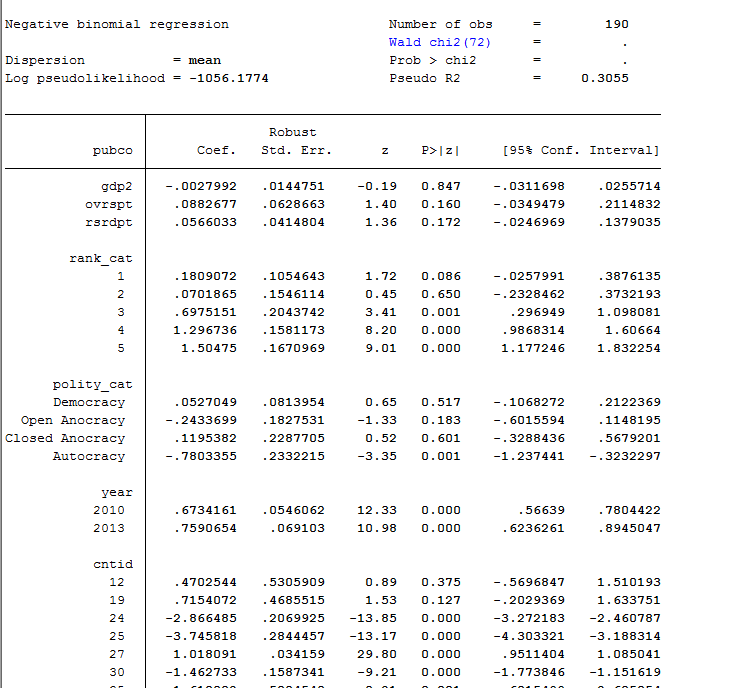 Negative binomial regression Number of obs = 190
Wald chi2(72) = .
Dispersion = mean Prob > chi2 = .
Log pseudolikelihood = -1056.1774 Pseudo R2 = 0.3055
Robust
pubco Coef. Std. Err. z P>|z| [95% Conf. Interval]
gdp2 -.0027992 .0144751 -0.19 0.847 -.0311698 .0255714
ovrspt .0882677 .0628663 1.40 0.160 -.0349479 .2114832
rsrdpt .0566033 .0414804 1.36 0.172 -.0246969 .1379035
rank_cat
1 .1809072 .1054643 1.72 0.086 -.0257991 .3876135
2 .0701865 .1546114 0.45 0.650 -.2328462 .3732193
3 .6975151 .2043742 3.41 0.001 .296949 1.098081
4 1.296736 .1581173 8.20 0.000 .9868314 1.60664
5 1.50475 .1670969 9.01 0.000 1.177246 1.832254
polity_cat
Democracy .0527049 .0813954 0.65 0.517 -.1068272 .2122369
Open Anocracy -.2433699 .1827531 -1.33 0.183 -.6015594 .1148195
Closed Anocracy .1195382 .2287705 0.52 0.601 -.3288436 .5679201
Autocracy -.7803355 .2332215 -3.35 0.001 -1.237441 -.3232297
year
2010 .6734161 .0546062 12.33 0.000 .56639 .7804422
2013 .7590654 .069103 10.98 0.000 .6236261 .8945047
cntid
12 .4702544 .5305909 0.89 0.375 -.5696847 1.510193
19 .7154072 .4685515 1.53 0.127 -.2029369 1.633751
24 -2.866485 .2069925 -13.85 0.000 -3.272183 -2.460787
25 -3.745818 .2844457 -13.17 0.000 -4.303321 -3.188314
27 1.018091 .034159 29.80 0.000 .9511404 1.085041
30 -1.462733 .1587341 -9.21 0.000 -1.773846 -1.151619